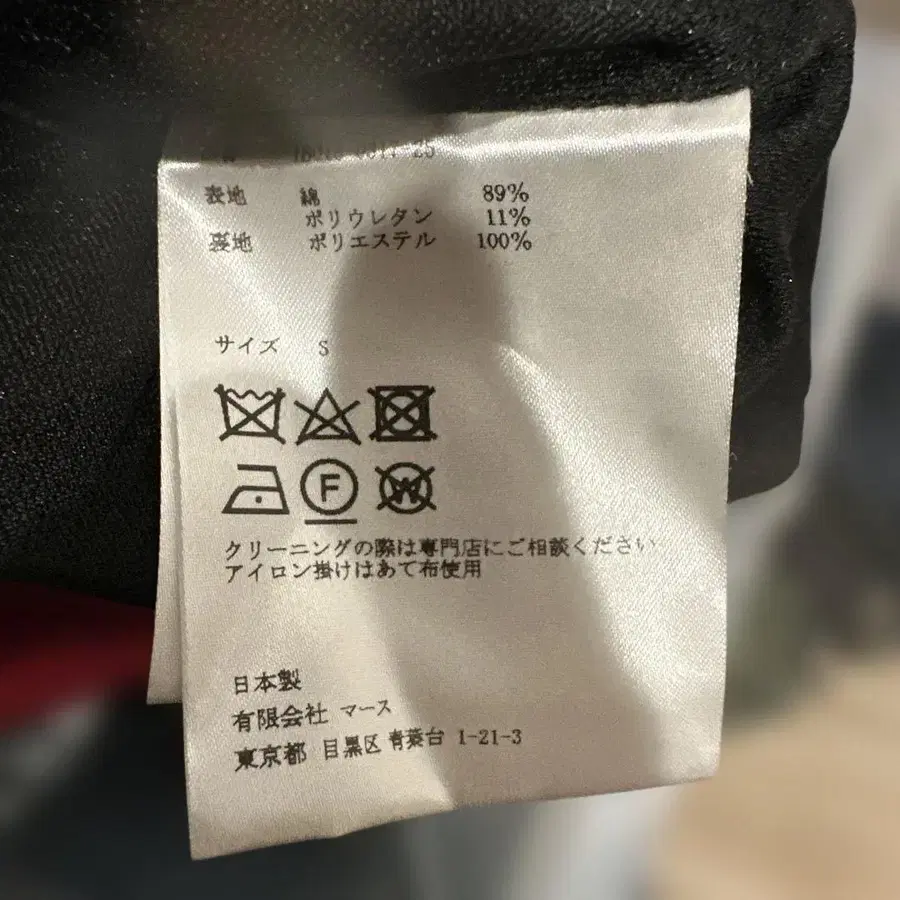 表地 綿 89%
ポリウレタン 11%
裏地 ポリエステル 100%
サイズ S
F W
クリーニングの際は専門店にご相談ください
アイロン掛けはあて布使用
日本製
有限会社 マース
東京都 目黒区 青葉台 1-21-3